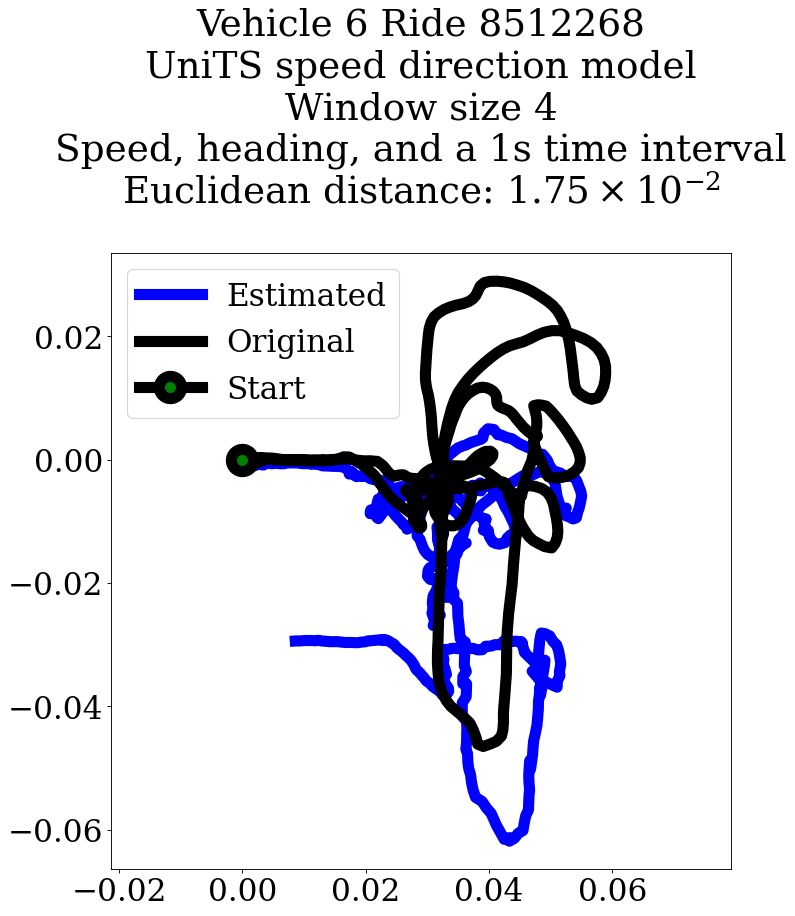 Vehicle 6 Ride 8512268
UniTS speed direction model
Window size 4
Speed, heading, and a 1s time interval
Euclidean distance: 1.75 × 10⁻²
Estimated
Original
Start
0.02
0.00
−0.02
−0.04
−0.06
−0.02 0.00 0.02 0.04 0.06